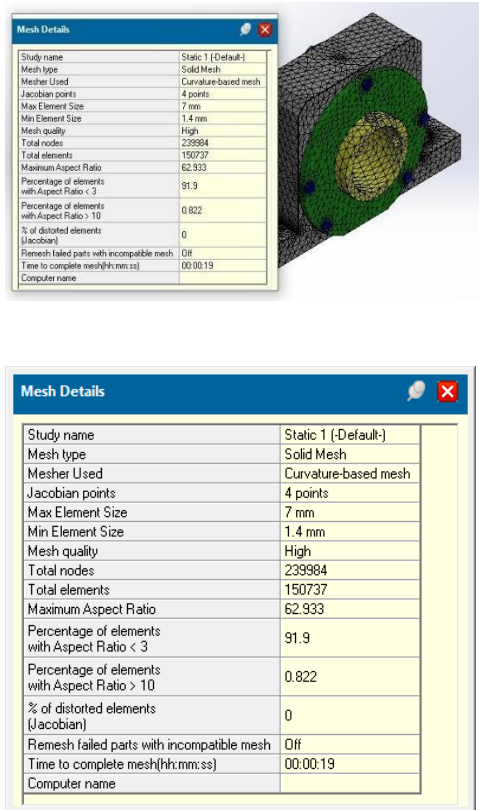 Mesh Details
Study name Static 1 (-Default-)
Mesh type Solid Mesh
Mesher Used Curvature-based mesh
Jacobian points 4 points
Max Element Size 7 mm
Min Element Size 1.4 mm
Mesh quality High
Total nodes 239984
Total elements 150737
Maximum Aspect Ratio 62.933
Percentage of elements
with Aspect Ratio < 3 91.9
Percentage of elements
with Aspect Ratio > 10 0.822
% of distorted elements
(Jacobian) 0
Remesh failed parts with incompatible mesh Off
Time to complete mesh(hh:mm:ss) 00:00:19
Computer name
Mesh Details
Study name Static 1 (-Default-)
Mesh type Solid Mesh
Mesher Used Curvature-based mesh
Jacobian points 4 points
Max Element Size 7 mm
Min Element Size 1.4 mm
Mesh quality High
Total nodes 239984
Total elements 150737
Maximum Aspect Ratio 62.933
Percentage of elements
with Aspect Ratio < 3 91.9
Percentage of elements
with Aspect Ratio > 10 0.822
% of distorted elements
(Jacobian) 0
Remesh failed parts with incompatible mesh Off
Time to complete mesh(hh:mm:ss) 00:00:19
Computer name